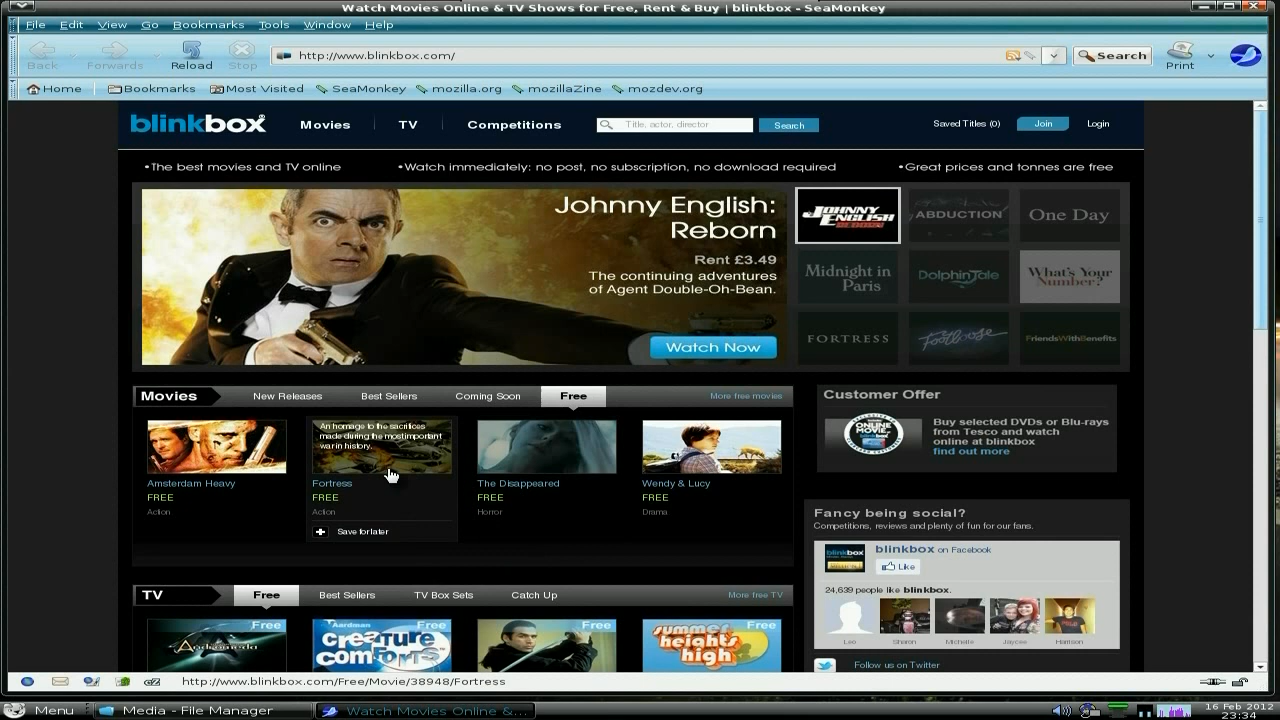 Watch Movies Online & TV Shows for Free, Rent & Buy | blinkbox - SeaMonkey
File Edit View Go Bookmarks Tools Window Help
Back Forwards Reload Stop http://www.blinkbox.com/ Search Print
Home Bookmarks Most Visited SeaMonkey mozilla.org mozillaZine mozdev.org
blinkbox Movies TV Competitions Title, actor, director Search Saved Titles (0) Join Login
•The best movies and TV online •Watch immediately: no post, no subscription, no download required •Great prices and tonnes are free
Johnny English:
Reborn
Rent £3.49
The continuing adventures
of Agent Double-Oh-Bean.
Watch Now
JOHNNY ENGLISH REBORN ABDUCTION One Day
Midnight in Paris DolphinTale What's Your Number?
FORTRESS Footloose FriendsWithBenefits
Movies New Releases Best Sellers Coming Soon Free More free movies
An homage to the sacrifices
made during the most important
war in history.
Amsterdam Heavy Fortress The Disappeared Wendy & Lucy
FREE FREE FREE FREE
Action Action Horror Drama
Save for later
Customer Offer
ONLINE MOVIE
Buy selected DVDs or Blu-rays
from Tesco and watch
online at blinkbox
find out more
Fancy being social?
Competitions, reviews and plenty of fun for our fans.
blinkbox
blinkbox on Facebook
Like
24,639 people like blinkbox.
Leo Sharon Michelle Jaycee Harrison
Follow us on Twitter
TV Free Best Sellers TV Box Sets Catch Up More free TV
Free Free Free Free
Andromeda
Aardman
creature comforts
summer heights high
http://www.blinkbox.com/Free/Movie/38948/Fortress
Menu Media - File Manager Watch Movies Online &... 16 Feb 2012
23:34